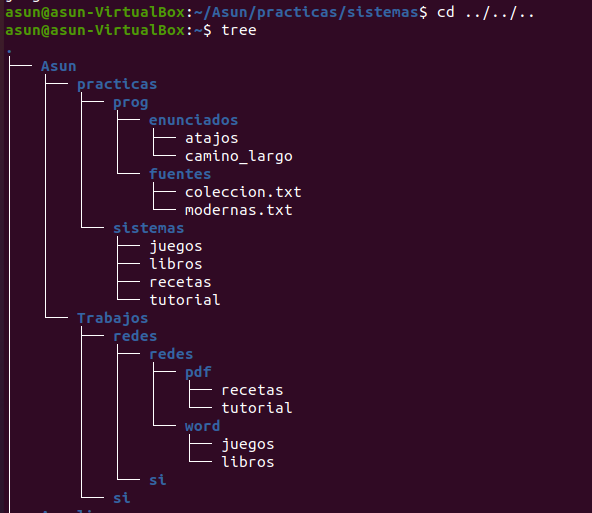 asun@asun-VirtualBox:~/Asun/practicas/sistemas$ cd ../../..
asun@asun-VirtualBox:~$ tree
.
├── Asun
│   ├── practicas
│   │   ├── prog
│   │   │   ├── enunciados
│   │   │   │   ├── atajos
│   │   │   │   └── camino_largo
│   │   │   └── fuentes
│   │   │       ├── coleccion.txt
│   │   │       └── modernas.txt
│   │   └── sistemas
│   │       ├── juegos
│   │       ├── libros
│   │       ├── recetas
│   │       └── tutorial
│   └── Trabajos
│       ├── redes
│       │   ├── redes
│       │   │   ├── pdf
│       │   │   │   ├── recetas
│       │   │   │   └── tutorial
│       │   │   └── word
│       │   │       ├── juegos
│       │   │       └── libros
│       │   └── si
│       └── si